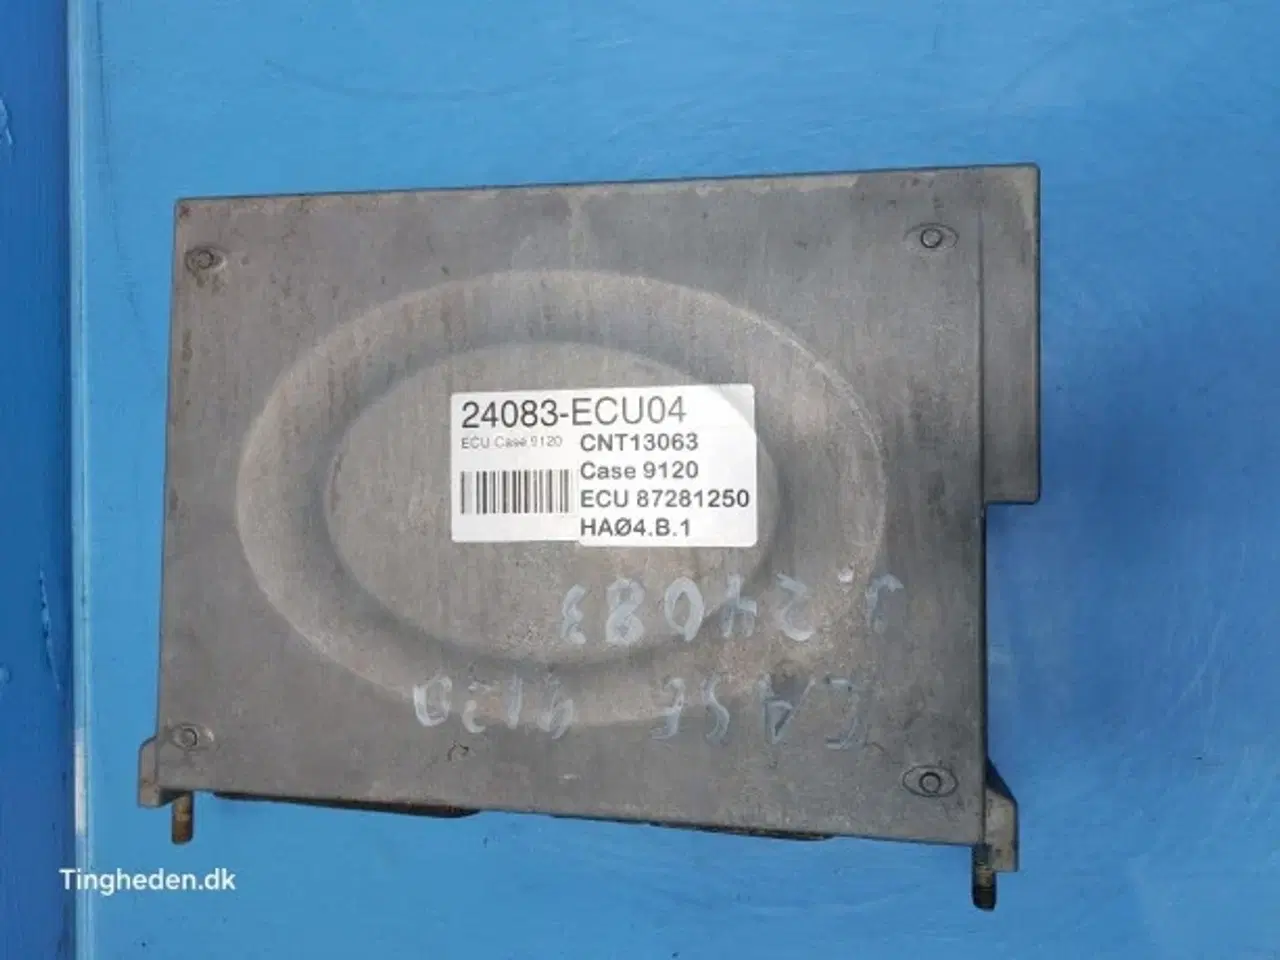 24083-ECU04
ECU Case 9120
CNT13063
Case 9120
ECU 87281250
HAØ4.B.1
24083
CASE 9120
Tingheden.dk